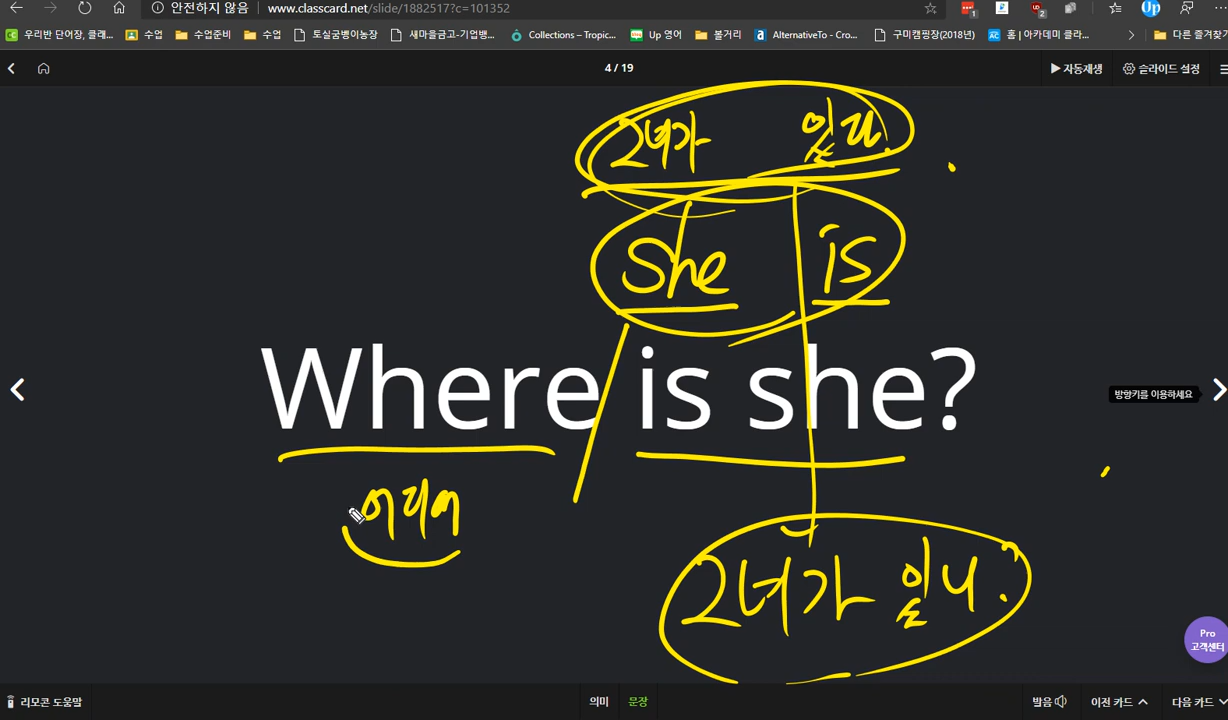 안전하지 않음 | www.classcard.net/slide/1882517?c=101352
우리반 단어장, 클래... 수업 수업준비 수업 토실궁뱅이농장 새마을금고-기업뱅... Collections – Tropic... Up 영어 볼거리 AlternativeTo - Cro... 구미캠핑장(2018년) 홈 | 아카데미 클라... 다른 즐겨찾기
4 / 19 자동재생 슬라이드 설정
그녀가 있다.
She is
Where is she?
방향키를 이용하세요
어디에
그녀가 있니?
Pro
고객센터
리모콘 도움말 의미 문장 발음 이전 카드 다음 카드